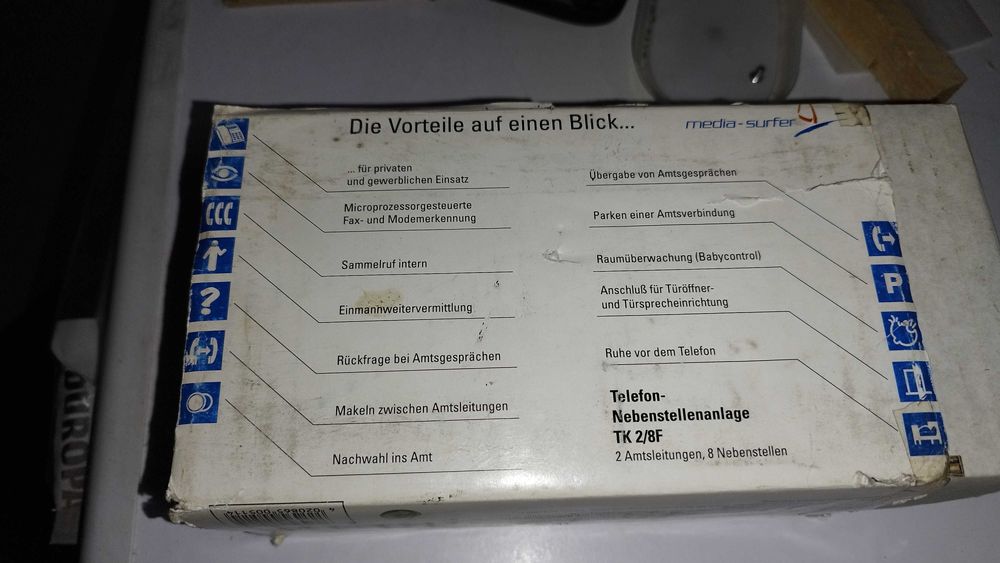 Die Vorteile auf einen Blick...
media-surfer
... für privaten
und gewerblichen Einsatz
Microprozessorgesteuerte
Fax- und Modemerkennung
Sammelruf intern
Einmannweitervermittlung
?
Rückfrage bei Amtsgesprächen
Makeln zwischen Amtsleitungen
Nachwahl ins Amt
Übergabe von Amtsgesprächen
Parken einer Amtsverbindung
P
Raumüberwachung (Babycontrol)
Anschluß für Türöffner-
und Türsprecheinrichtung
Ruhe vor dem Telefon
Telefon-
Nebenstellenanlage
TK 2/8F
2 Amtsleitungen, 8 Nebenstellen